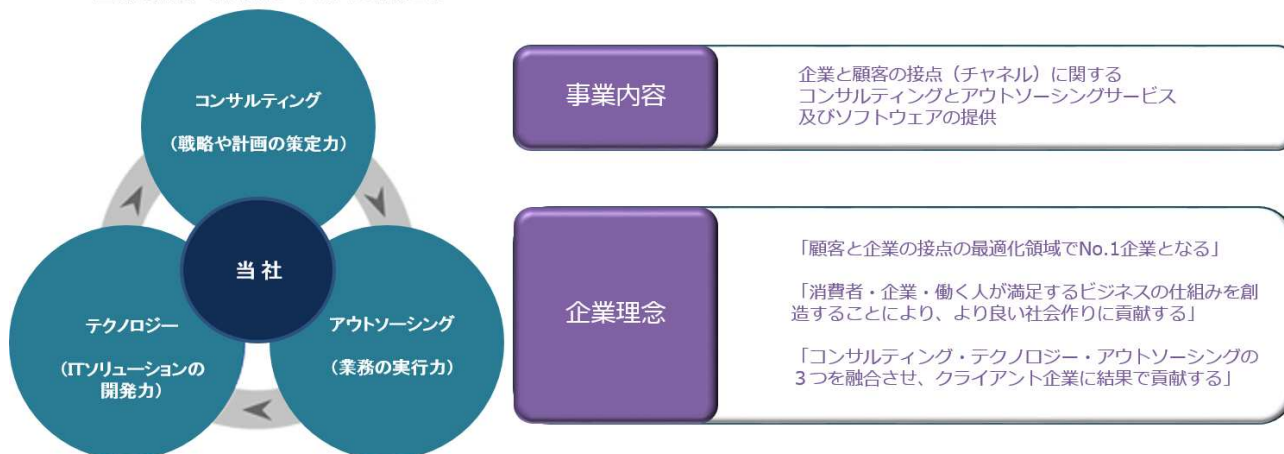 コンサルティング
（戦略や計画の策定力）
当 社
テクノロジー
（ITソリューションの
開発力）
アウトソーシング
（業務の実行力）
事業内容
企業と顧客の接点（チャネル）に関する
コンサルティングとアウトソーシングサービス
及びソフトウェアの提供
企業理念
「顧客と企業の接点の最適化領域でNo.1企業となる」
「消費者・企業・働く人が満足するビジネスの仕組みを創
造することにより、より良い社会作りに貢献する」
「コンサルティング・テクノロジー・アウトソーシングの
３つを融合させ、クライアント企業に結果で貢献する」